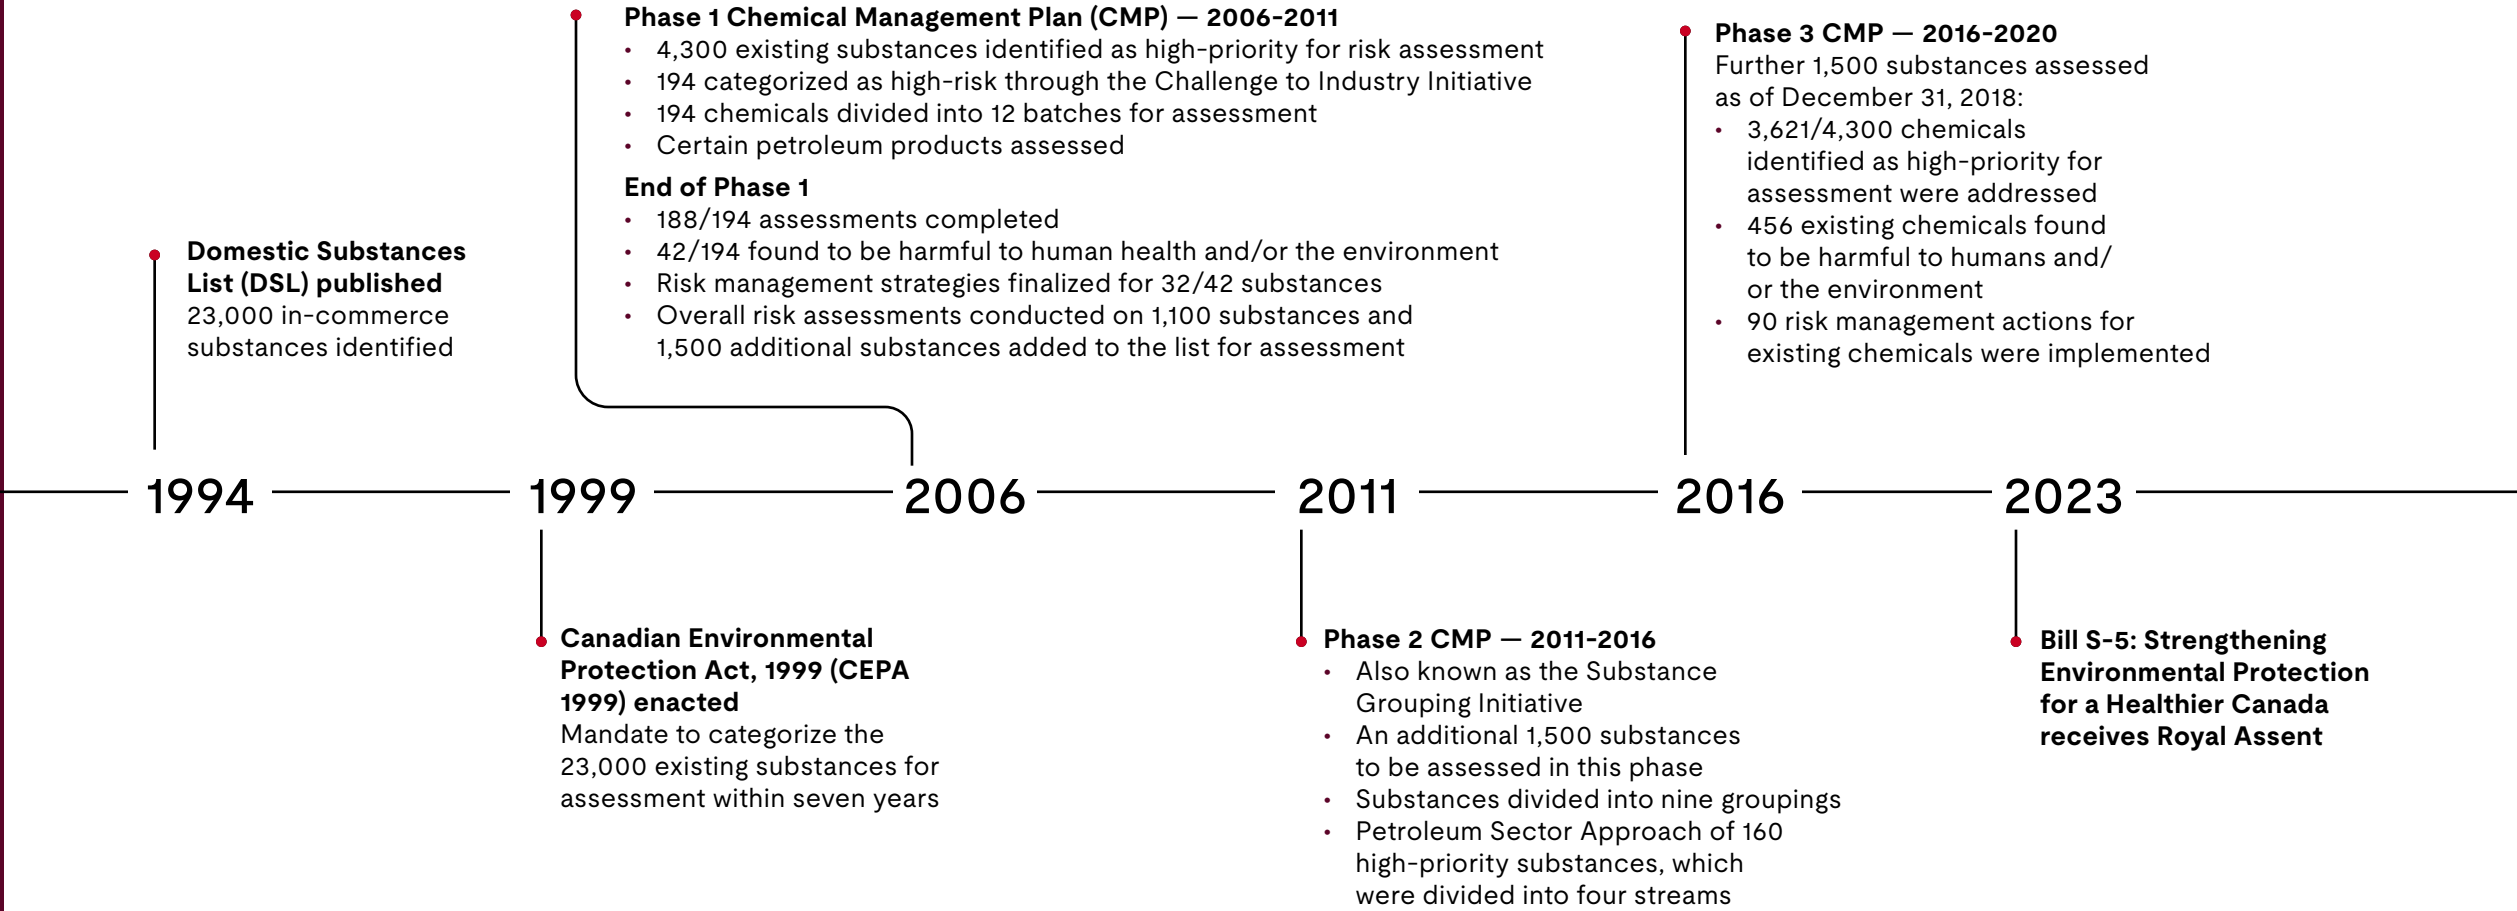 Phase 1 Chemical Management Plan (CMP) — 2006-2011
• 4,300 existing substances identified as high-priority for risk assessment
• 194 categorized as high-risk through the Challenge to Industry Initiative
• 194 chemicals divided into 12 batches for assessment
• Certain petroleum products assessed
End of Phase 1
• 188/194 assessments completed
• 42/194 found to be harmful to human health and/or the environment
• Risk management strategies finalized for 32/42 substances
• Overall risk assessments conducted on 1,100 substances and
1,500 additional substances added to the list for assessment
Phase 3 CMP — 2016-2020
Further 1,500 substances assessed
as of December 31, 2018:
• 3,621/4,300 chemicals
identified as high-priority for
assessment were addressed
• 456 existing chemicals found
to be harmful to humans and/
or the environment
• 90 risk management actions for
existing chemicals were implemented
Domestic Substances
List (DSL) published
23,000 in-commerce
substances identified
1994
1999
2006
2011
2016
2023
Canadian Environmental
Protection Act, 1999 (CEPA
1999) enacted
Mandate to categorize the
23,000 existing substances for
assessment within seven years
Phase 2 CMP — 2011-2016
• Also known as the Substance
Grouping Initiative
• An additional 1,500 substances
to be assessed in this phase
• Substances divided into nine groupings
• Petroleum Sector Approach of 160
high-priority substances, which
were divided into four streams
Bill S-5: Strengthening
Environmental Protection
for a Healthier Canada
receives Royal Assent